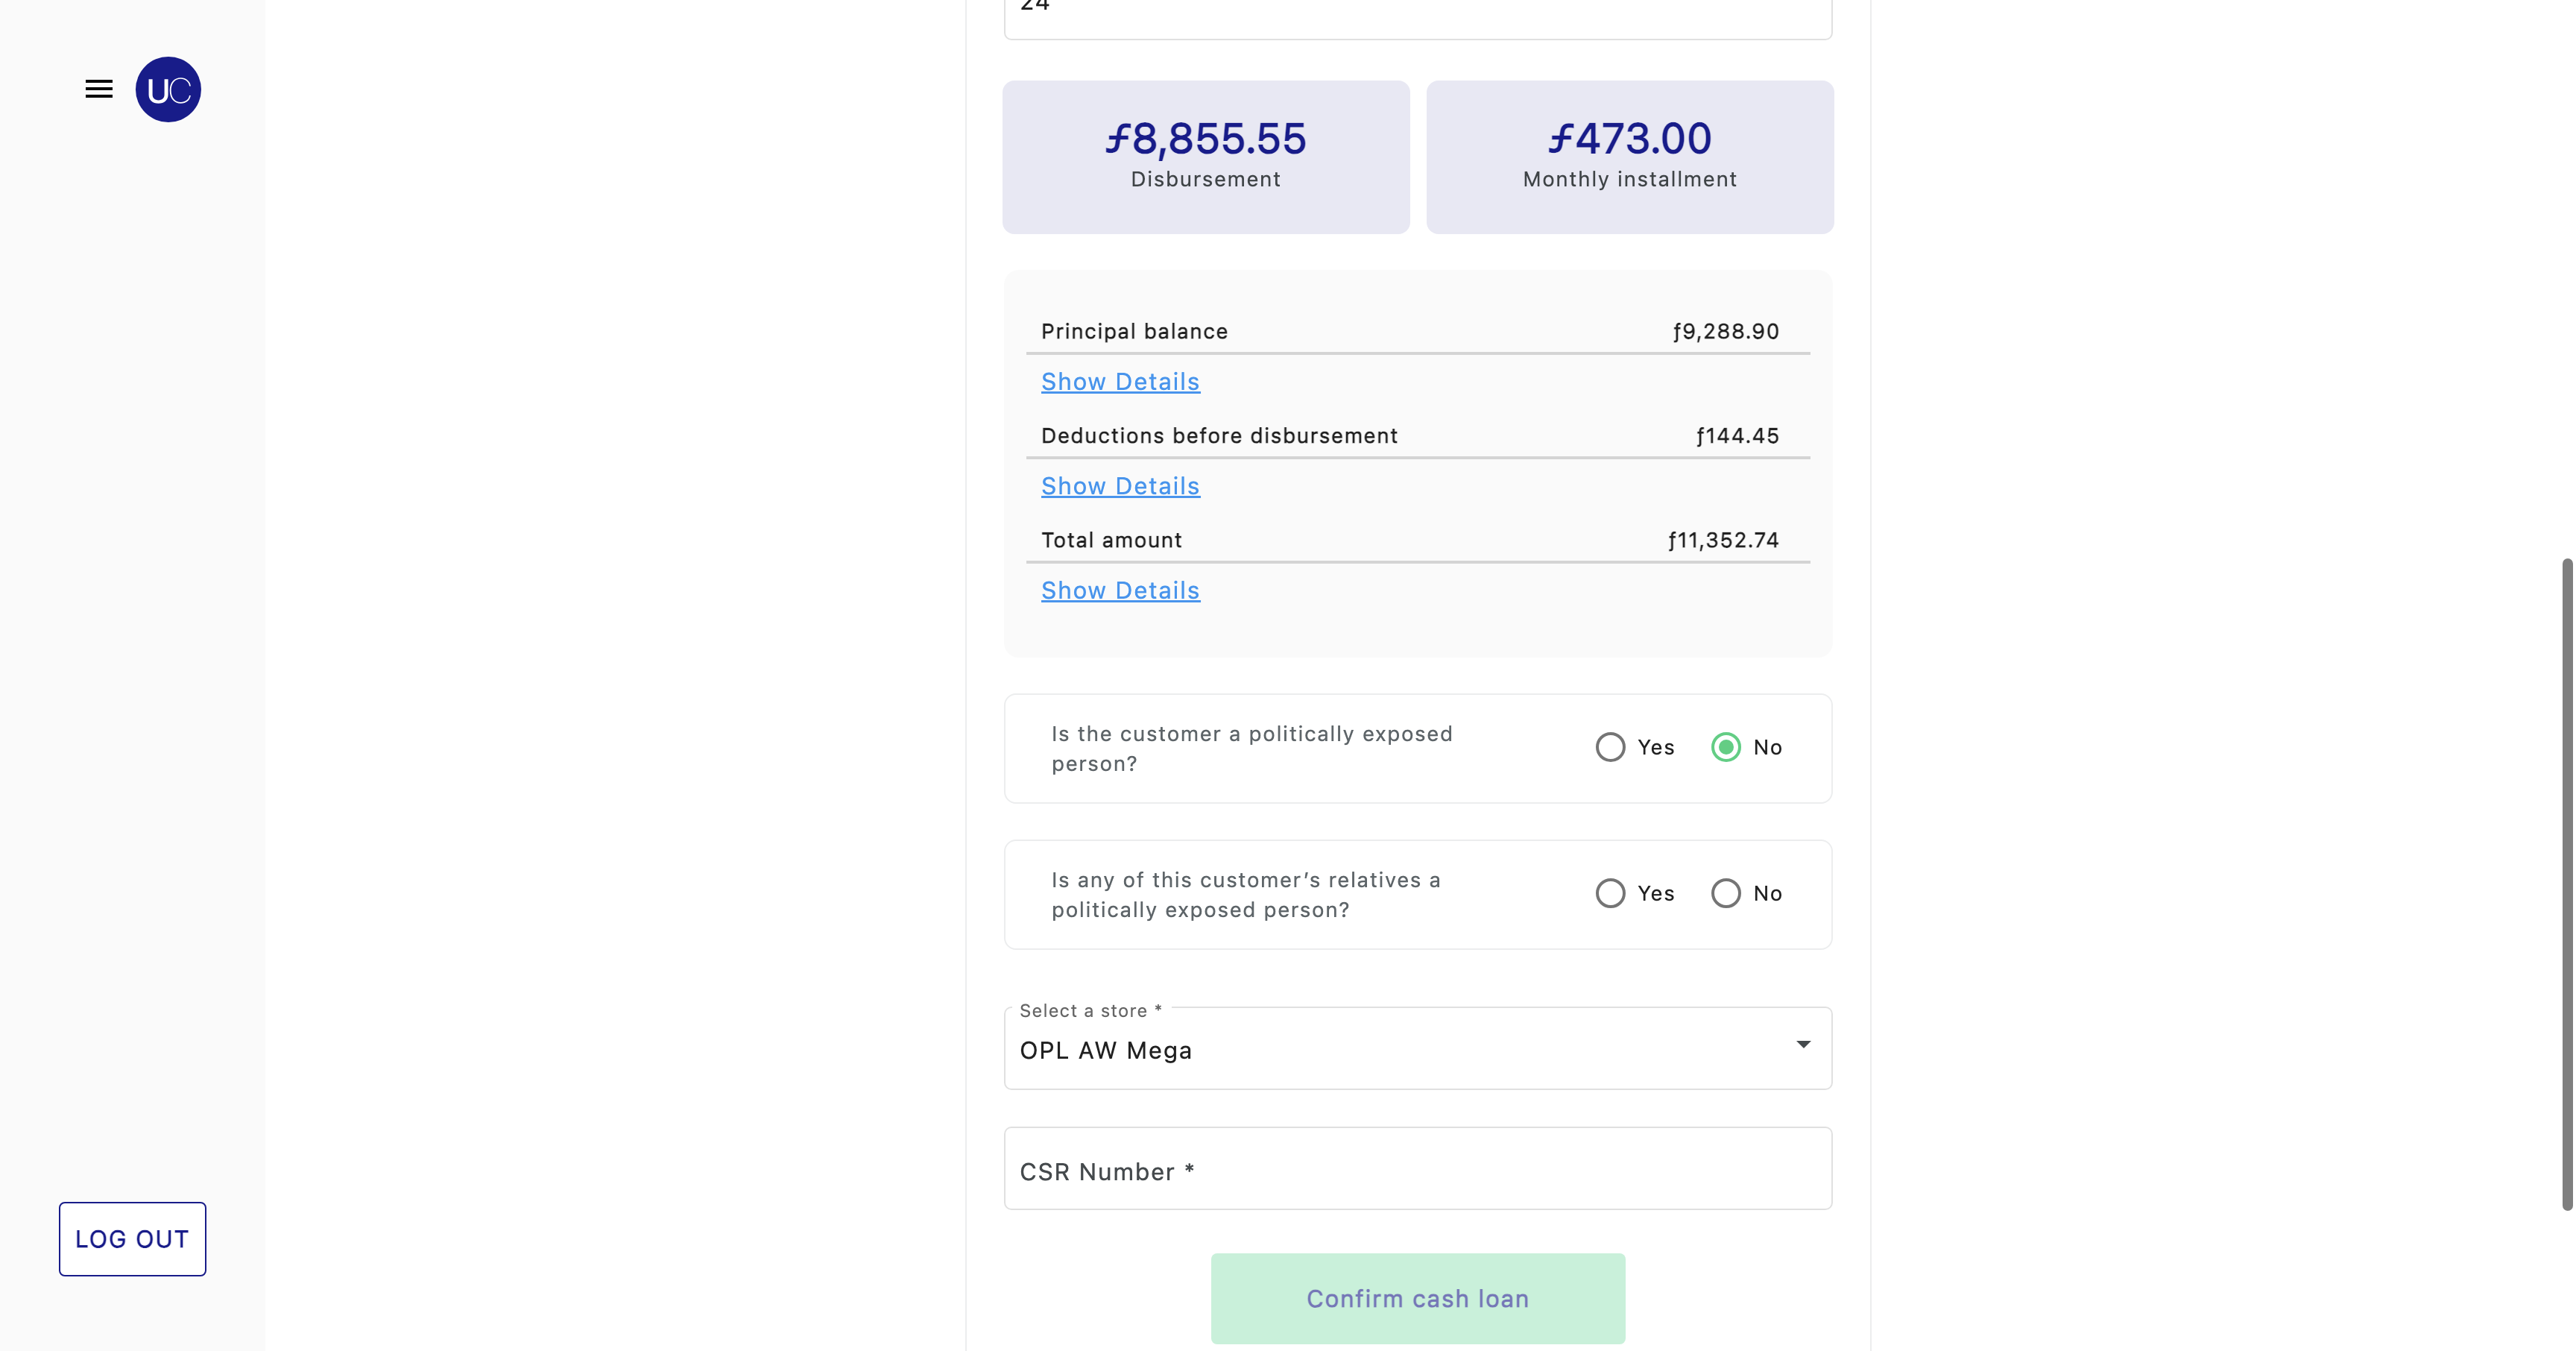 24
UC
ƒ8,855.55
Disbursement
ƒ473.00
Monthly installment
Principal balance
ƒ9,288.90
Show Details
Deductions before disbursement
ƒ144.45
Show Details
Total amount
ƒ11,352.74
Show Details
Is the customer a politically exposed
person?
Yes
No
Is any of this customer’s relatives a
politically exposed person?
Yes
No
Select a store *
OPL AW Mega
CSR Number *
LOG OUT
Confirm cash loan